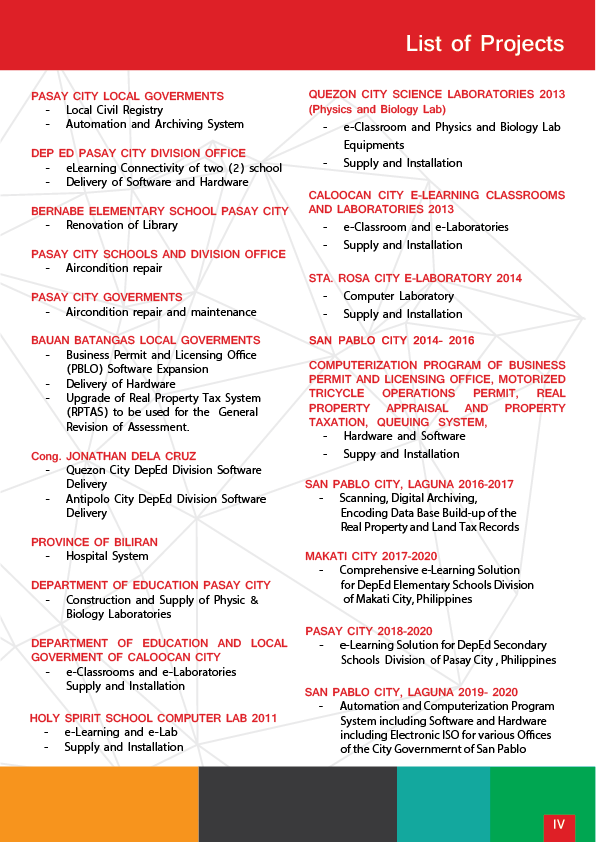 List of Projects
PASAY CITY LOCAL GOVERMENTS
- Local Civil Registry
- Automation and Archiving System
DEP ED PASAY CITY DIVISION OFFICE
- eLearning Connectivity of two (2) school
- Delivery of Software and Hardware
BERNABE ELEMENTARY SCHOOL PASAY CITY
- Renovation of Library
PASAY CITY SCHOOLS AND DIVISION OFFICE
- Aircondition repair
PASAY CITY GOVERMENTS
- Aircondition repair and maintenance
BAUAN BATANGAS LOCAL GOVERMENTS
- Business Permit and Licensing Office
(PBLO) Software Expansion
- Delivery of Hardware
- Upgrade of Real Property Tax System
(RPTAS) to be used for the General
Revision of Assessment.
Cong. JONATHAN DELA CRUZ
- Quezon City DepEd Division Software
Delivery
- Antipolo City DepEd Division Software
Delivery
PROVINCE OF BILIRAN
- Hospital System
DEPARTMENT OF EDUCATION PASAY CITY
- Construction and Supply of Physic &
Biology Laboratories
DEPARTMENT OF EDUCATION AND LOCAL
GOVERMENT OF CALOOCAN CITY
- e-Classrooms and e-Laboratories
Supply and Installation
HOLY SPIRIT SCHOOL COMPUTER LAB 2011
- e-Learning and e-Lab
- Supply and Installation
QUEZON CITY SCIENCE LABORATORIES 2013
(Physics and Biology Lab)
- e-Classroom and Physics and Biology Lab
Equipments
- Supply and Installation
CALOOCAN CITY E-LEARNING CLASSROOMS
AND LABORATORIES 2013
- e-Classroom and e-Laboratories
- Supply and Installation
STA. ROSA CITY E-LABORATORY 2014
- Computer Laboratory
- Supply and Installation
SAN PABLO CITY 2014- 2016
COMPUTERIZATION PROGRAM OF BUSINESS
PERMIT AND LICENSING OFFICE, MOTORIZED
TRICYCLE OPERATIONS PERMIT, REAL
PROPERTY APPRAISAL AND PROPERTY
TAXATION, QUEUING SYSTEM,
- Hardware and Software
- Suppy and Installation
SAN PABLO CITY, LAGUNA 2016-2017
- Scanning, Digital Archiving,
Encoding Data Base Build-up of the
Real Property and Land Tax Records
MAKATI CITY 2017-2020
- Comprehensive e-Learning Solution
for DepEd Elementary Schools Division
of Makati City, Philippines
PASAY CITY 2018-2020
- e-Learning Solution for DepEd Secondary
Schools Division of Pasay City , Philippines
SAN PABLO CITY, LAGUNA 2019- 2020
- Automation and Computerization Program
System including Software and Hardware
including Electronic ISO for various Offices
of the City Governmernt of San Pablo
IV